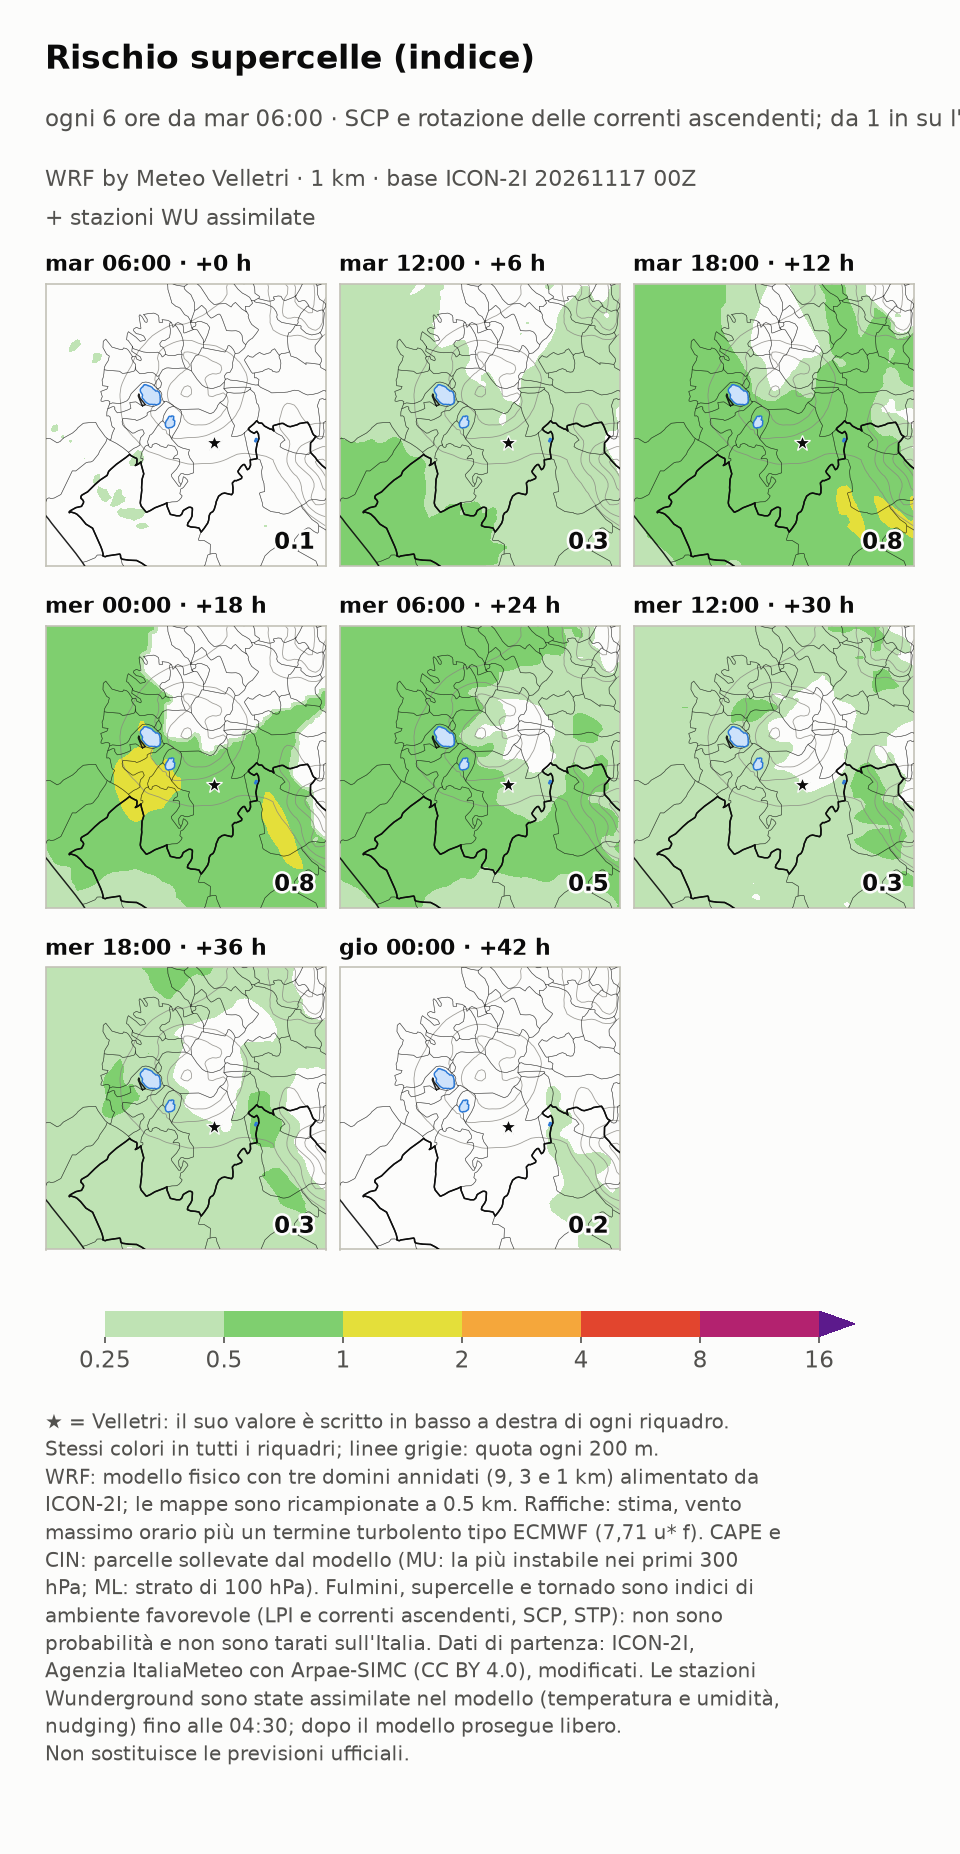 Rischio supercelle (indice)
ogni 6 ore da mar 06:00 · SCP e rotazione delle correnti ascendenti; da 1 in su l'
WRF by Meteo Velletri · 1 km · base ICON-2I 20261117 00Z
+ stazioni WU assimilate
mar 06:00 · +0 h
mar 12:00 · +6 h
mar 18:00 · +12 h
0.1
0.3
0.8
mer 00:00 · +18 h
mer 06:00 · +24 h
mer 12:00 · +30 h
0.8
0.5
0.3
mer 18:00 · +36 h
gio 00:00 · +42 h
0.3
0.2
0.25 0.5 1 2 4 8 16
★ = Velletri: il suo valore è scritto in basso a destra di ogni riquadro.
Stessi colori in tutti i riquadri; linee grigie: quota ogni 200 m.
WRF: modello fisico con tre domini annidati (9, 3 e 1 km) alimentato da
ICON-2I; le mappe sono ricampionate a 0.5 km. Raffiche: stima, vento
massimo orario più un termine turbolento tipo ECMWF (7,71 u* f). CAPE e
CIN: parcelle sollevate dal modello (MU: la più instabile nei primi 300
hPa; ML: strato di 100 hPa). Fulmini, supercelle e tornado sono indici di
ambiente favorevole (LPI e correnti ascendenti, SCP, STP): non sono
probabilità e non sono tarati sull'Italia. Dati di partenza: ICON-2I,
Agenzia ItaliaMeteo con Arpae-SIMC (CC BY 4.0), modificati. Le stazioni
Wunderground sono state assimilate nel modello (temperatura e umidità,
nudging) fino alle 04:30; dopo il modello prosegue libero.
Non sostituisce le previsioni ufficiali.